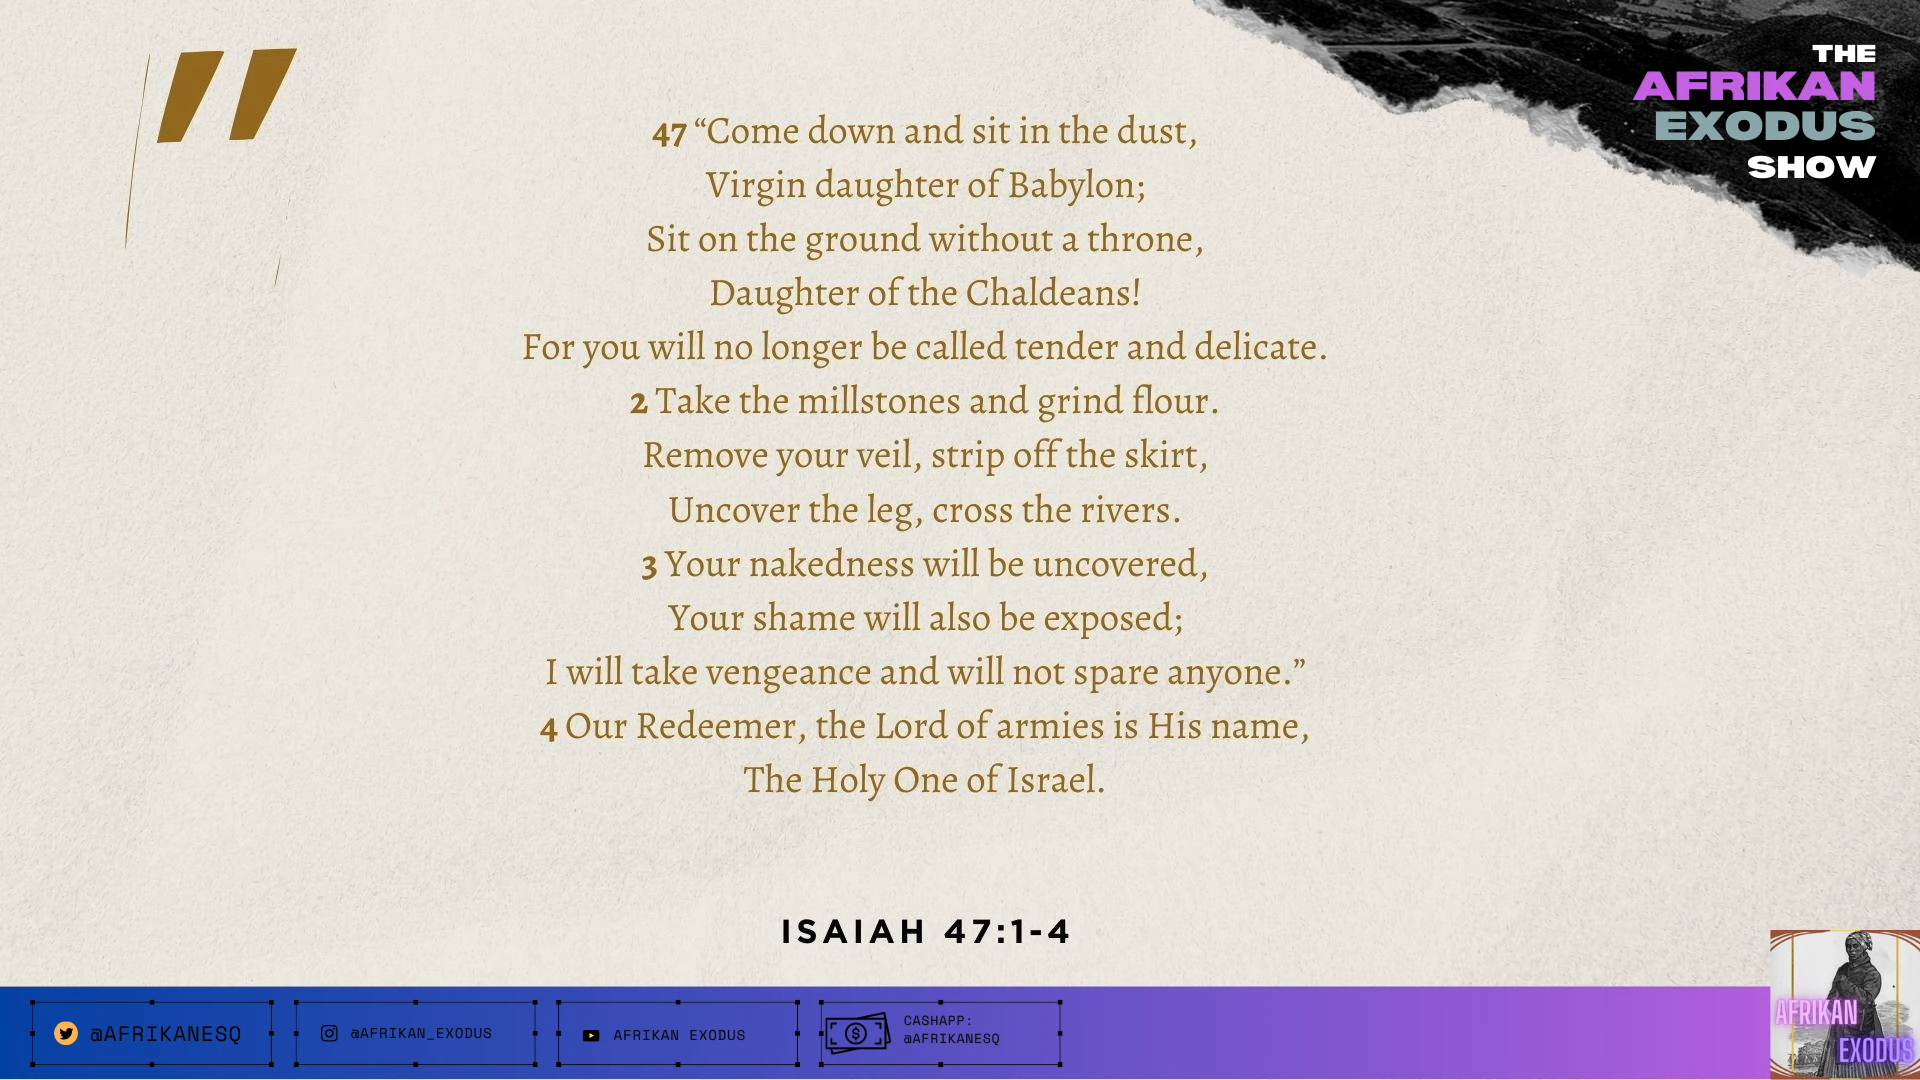 THE
AFRIKAN
EXODUS
SHOW
47 “Come down and sit in the dust,
Virgin daughter of Babylon;
Sit on the ground without a throne,
Daughter of the Chaldeans!
For you will no longer be called tender and delicate.
2 Take the millstones and grind flour.
Remove your veil, strip off the skirt,
Uncover the leg, cross the rivers.
3 Your nakedness will be uncovered,
Your shame will also be exposed;
I will take vengeance and will not spare anyone.”
4 Our Redeemer, the Lord of armies is His name,
The Holy One of Israel.
ISAIAH 47:1-4
@AFRIKANESQ
@AFRIKAN_EXODUS
AFRIKAN EXODUS
CASHAPP:
@AFRIKANESQ
AFRIKAN
EXODUS